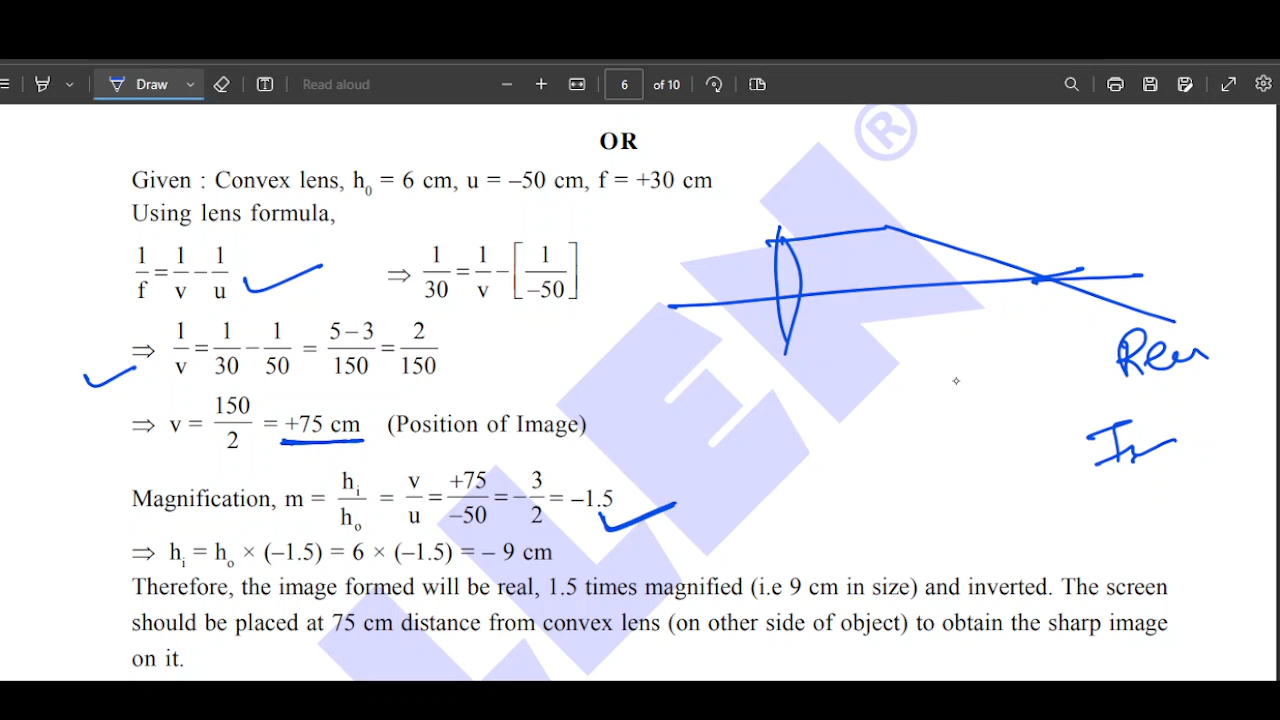 Draw
Read aloud
6 of 10
OR
Given : Convex lens, h₀ = 6 cm, u = –50 cm, f = +30 cm
Using lens formula,
1/f = 1/v – 1/u ⇒ 1/30 = 1/v – [1/–50]
⇒ 1/v = 1/30 – 1/50 = 5–3/150 = 2/150
⇒ v = 150/2 = +75 cm (Position of Image)
Magnification, m = hᵢ/hₒ = v/u = +75/–50 = –3/2 = –1.5
⇒ hᵢ = hₒ × (–1.5) = 6 × (–1.5) = – 9 cm
Therefore, the image formed will be real, 1.5 times magnified (i.e 9 cm in size) and inverted. The screen
should be placed at 75 cm distance from convex lens (on other side of object) to obtain the sharp image
on it.
®